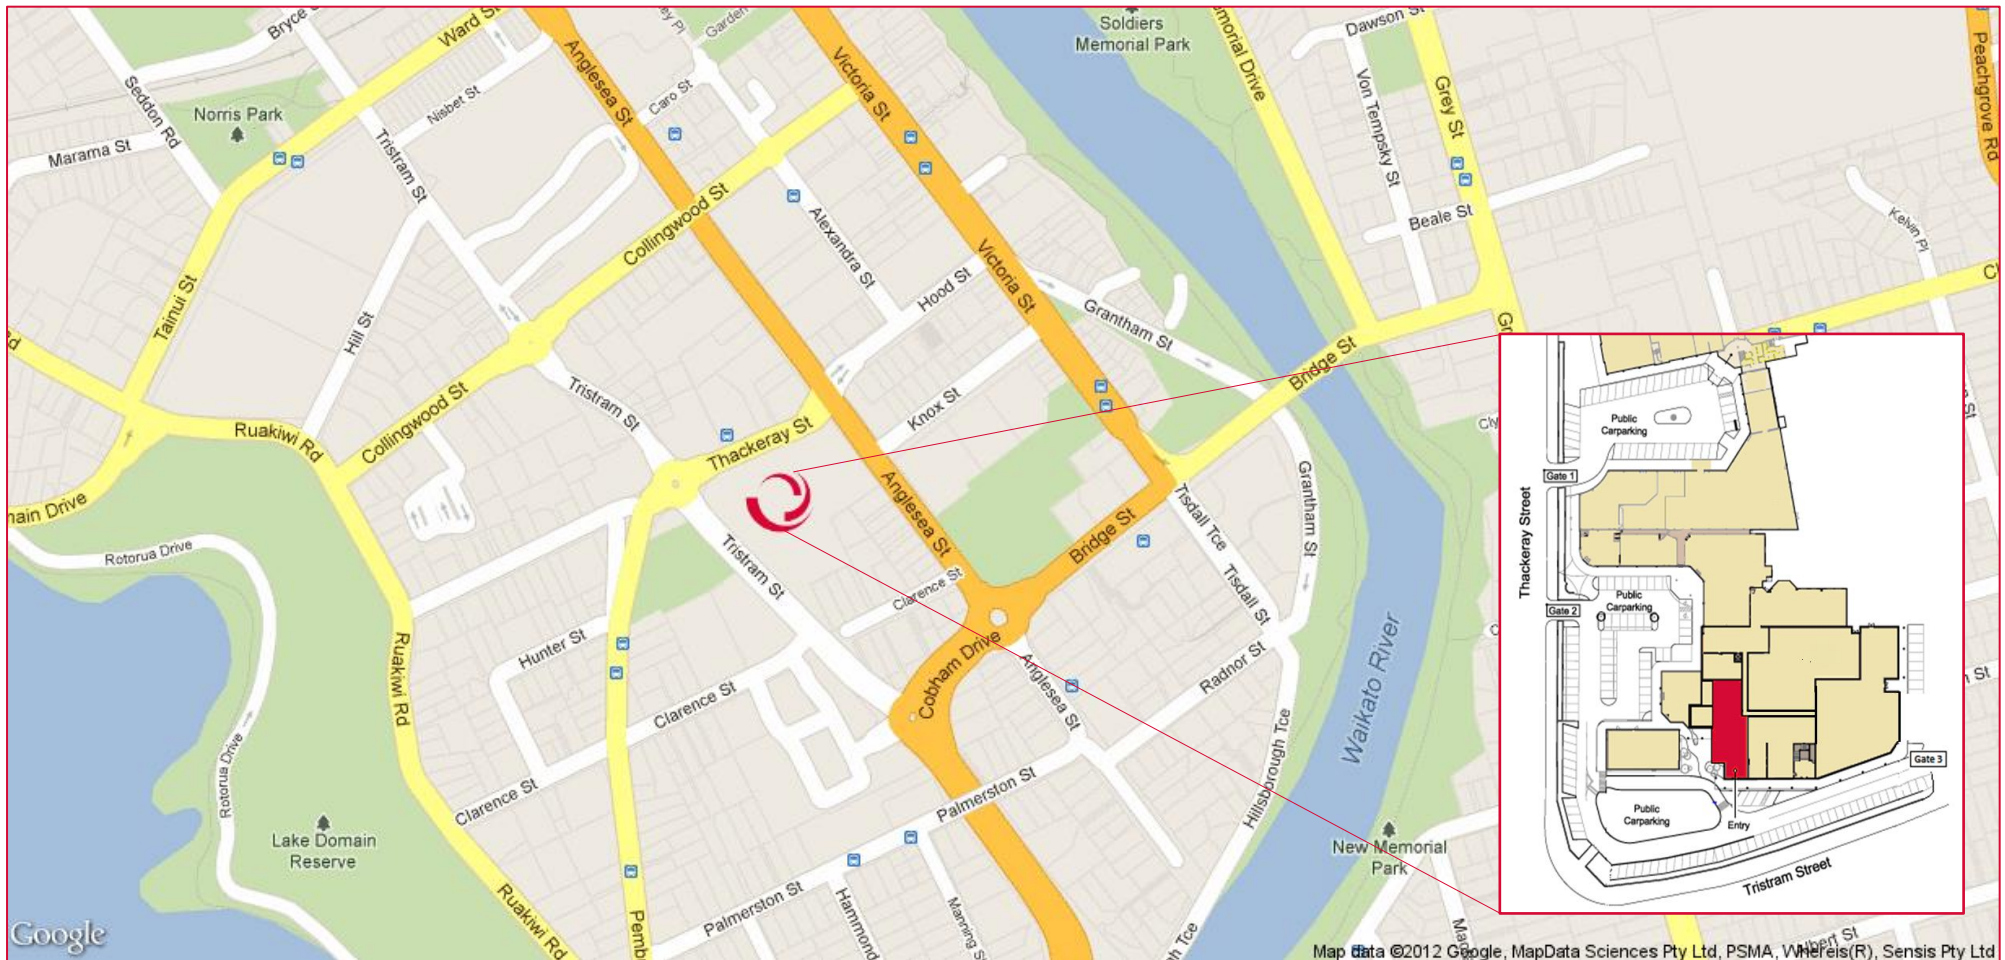 Bryce
Ward St
Seddon Rd
Norris Park
Marama St
Nisbet St
Tristram St
Tainui St
Hill St
Anglesea St
Caro St
Garden
Victoria St
Collingwood St
Alexandra St
Hood St
Victoria St
Soldiers
Memorial Park
Dawson St
Von Tempsky St
Grey St
Beale St
Kelvin Pl
Peachgrove Rd
Grantham St
Bridge St
Ruakiwi Rd
Collingwood St
Tristram St
Thackeray St
Knox St
Rotorua Drive
Tristram St
Anglesea St
Clarence St
Bridge St
Tisdall Tce
Tisdall St
Grantham St
Hunter St
Ruakiwi Rd
Clarence St
Cobham Drive
Anglesea St
Radnor St
Waikato River
Hillsborough Tce
Rotorua Drive
Clarence St
Palmerston St
Lake Domain
Reserve
New Memorial
Park
Ruakiwi Rd
Palmerston St
Hammond
Manning St
Pemb
Public
Carparking
Gate 1
Thackeray Street
Public
Carparking
Gate 2
Gate 3
Public
Carparking
Entry
Tristram Street
Google
Map data ©2012 Google, MapData Sciences Pty Ltd, PSMA, Whereis(R), Sensis Pty Ltd